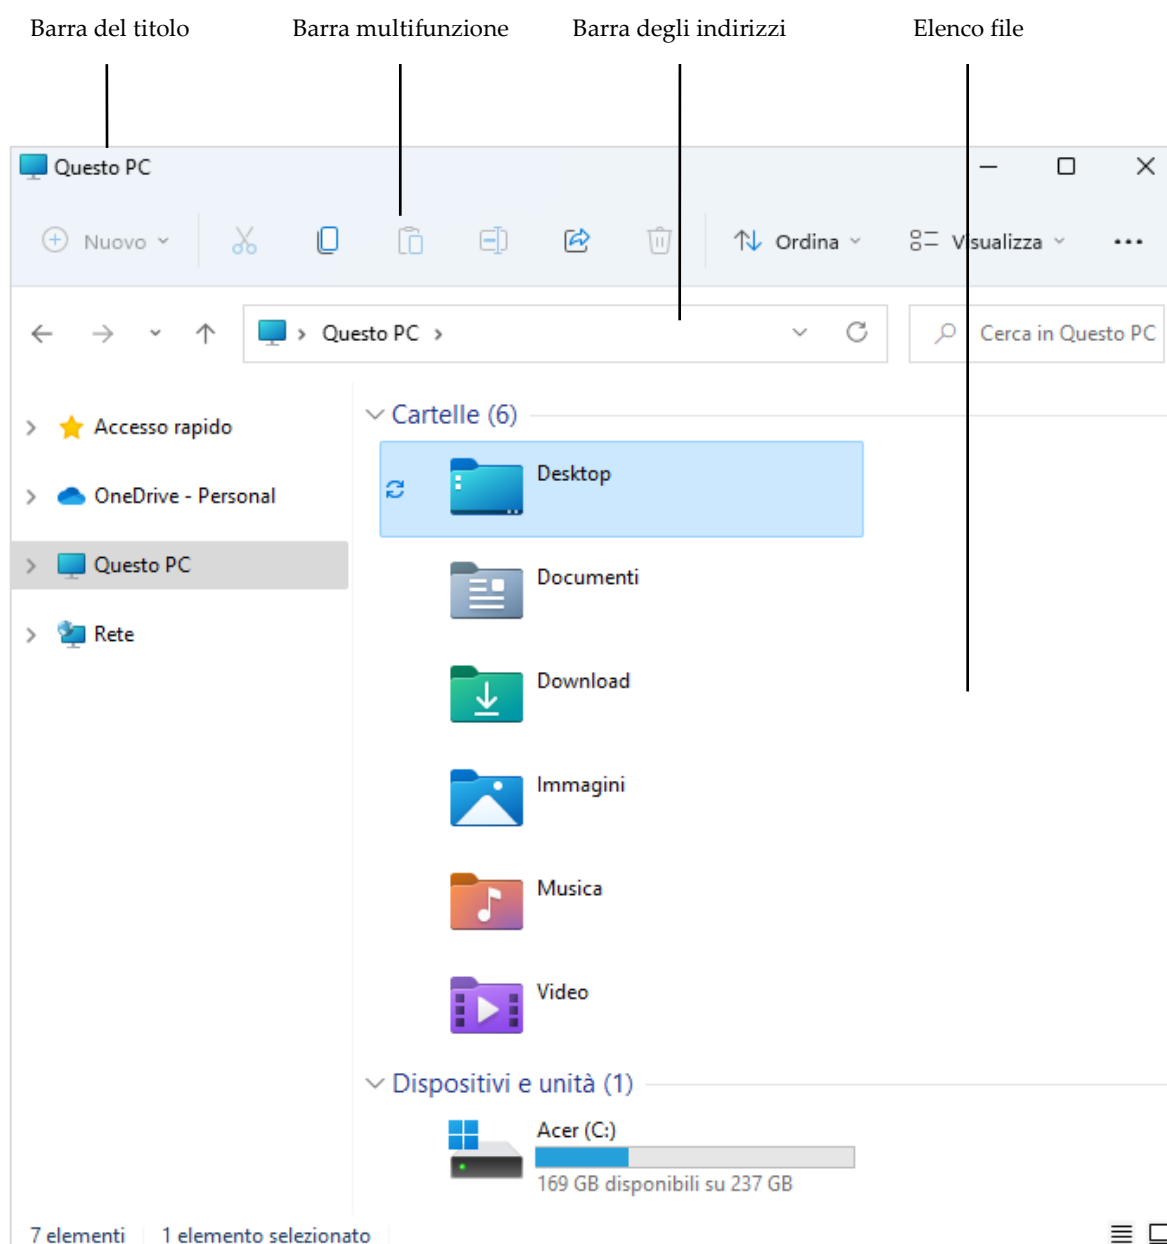 Barra del titolo Barra multifunzione Barra degli indirizzi Elenco file
Questo PC
Nuovo Ordina Visualizza
Questo PC Cerca in Questo PC
Accesso rapido
OneDrive - Personal
Questo PC
Rete
Cartelle (6)
Desktop
Documenti
Download
Immagini
Musica
Video
Dispositivi e unità (1)
Acer (C:)
169 GB disponibili su 237 GB
7 elementi 1 elemento selezionato